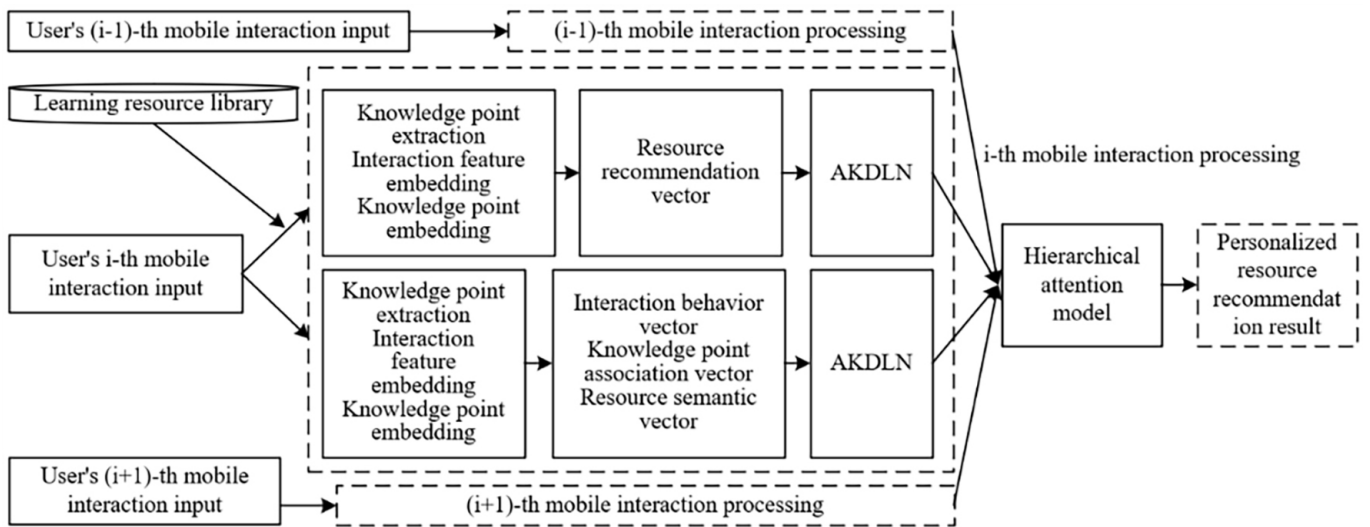 User's (i-1)-th mobile interaction input
(i-1)-th mobile interaction processing
Learning resource library
Knowledge point
extraction
Interaction feature
embedding
Knowledge point
embedding
Resource
recommendation
vector
AKDLN
i-th mobile interaction processing
User's i-th mobile
interaction input
Knowledge point
extraction
Interaction
feature
embedding
Knowledge point
embedding
Interaction behavior
vector
Knowledge point
association vector
Resource semantic
vector
AKDLN
Hierarchical
attention
model
Personalized
resource
recommendat
ion result
User's (i+1)-th mobile
interaction input
(i+1)-th mobile interaction processing